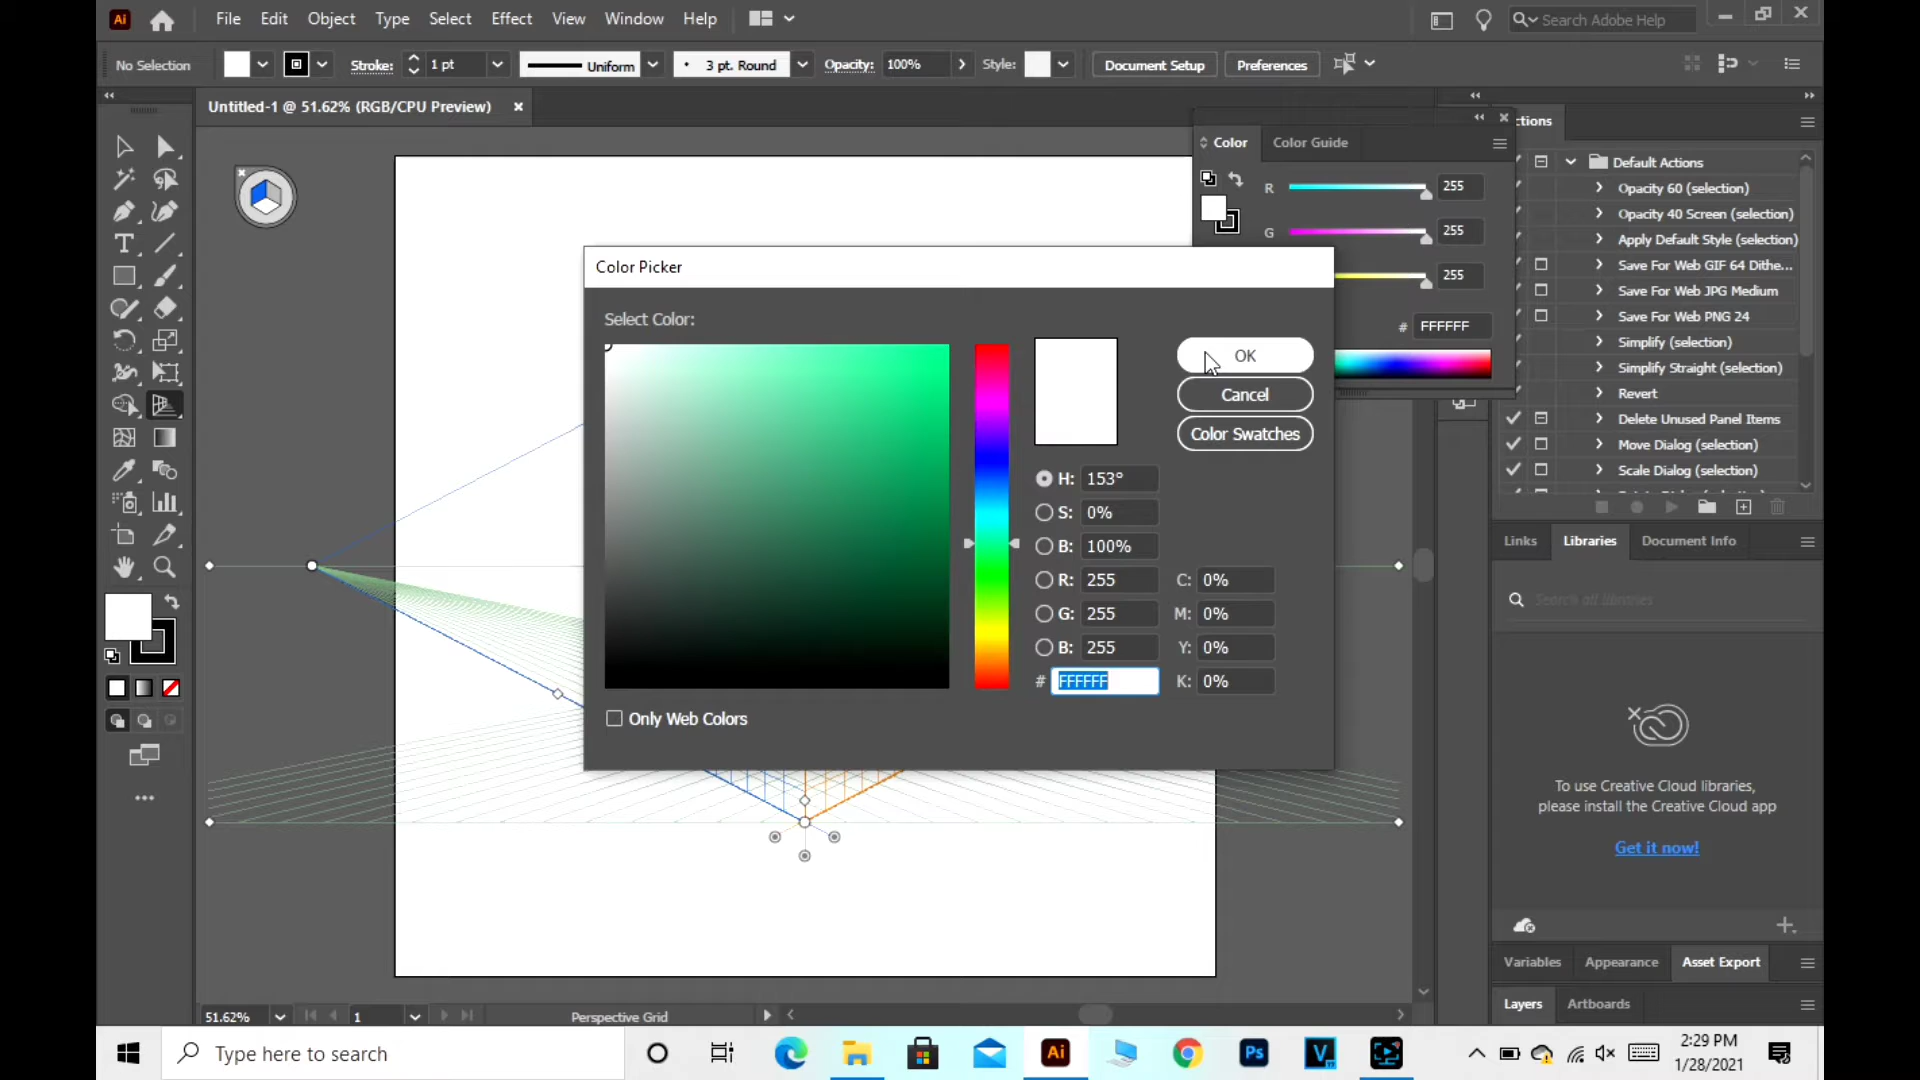 Ai File Edit Object Type Select Effect View Window Help Search Adobe Help
No Selection Stroke: 1 pt Uniform 3 pt. Round Opacity: 100% Style: Document Setup Preferences
Untitled-1 @ 51.62% (RGB/CPU Preview)
Color Color Guide
R 255
G 255
255
# FFFFFF
ctions
Default Actions
Opacity 60 (selection)
Opacity 40 Screen (selection)
Apply Default Style (selection)
Save For Web GIF 64 Dithe...
Save For Web JPG Medium
Save For Web PNG 24
Simplify (selection)
Simplify Straight (selection)
Revert
Delete Unused Panel Items
Move Dialog (selection)
Scale Dialog (selection)
Color Picker
Select Color:
OK
Cancel
Color Swatches
H: 153°
S: 0%
B: 100%
R: 255 C: 0%
G: 255 M: 0%
B: 255 Y: 0%
# FFFFFF K: 0%
Only Web Colors
Links Libraries Document Info
Search all libraries
To use Creative Cloud libraries,
please install the Creative Cloud app
Get it now!
Variables Appearance Asset Export
Layers Artboards
51.62% 1 Perspective Grid
Type here to search
Ai Ps V
2:29 PM
1/28/2021